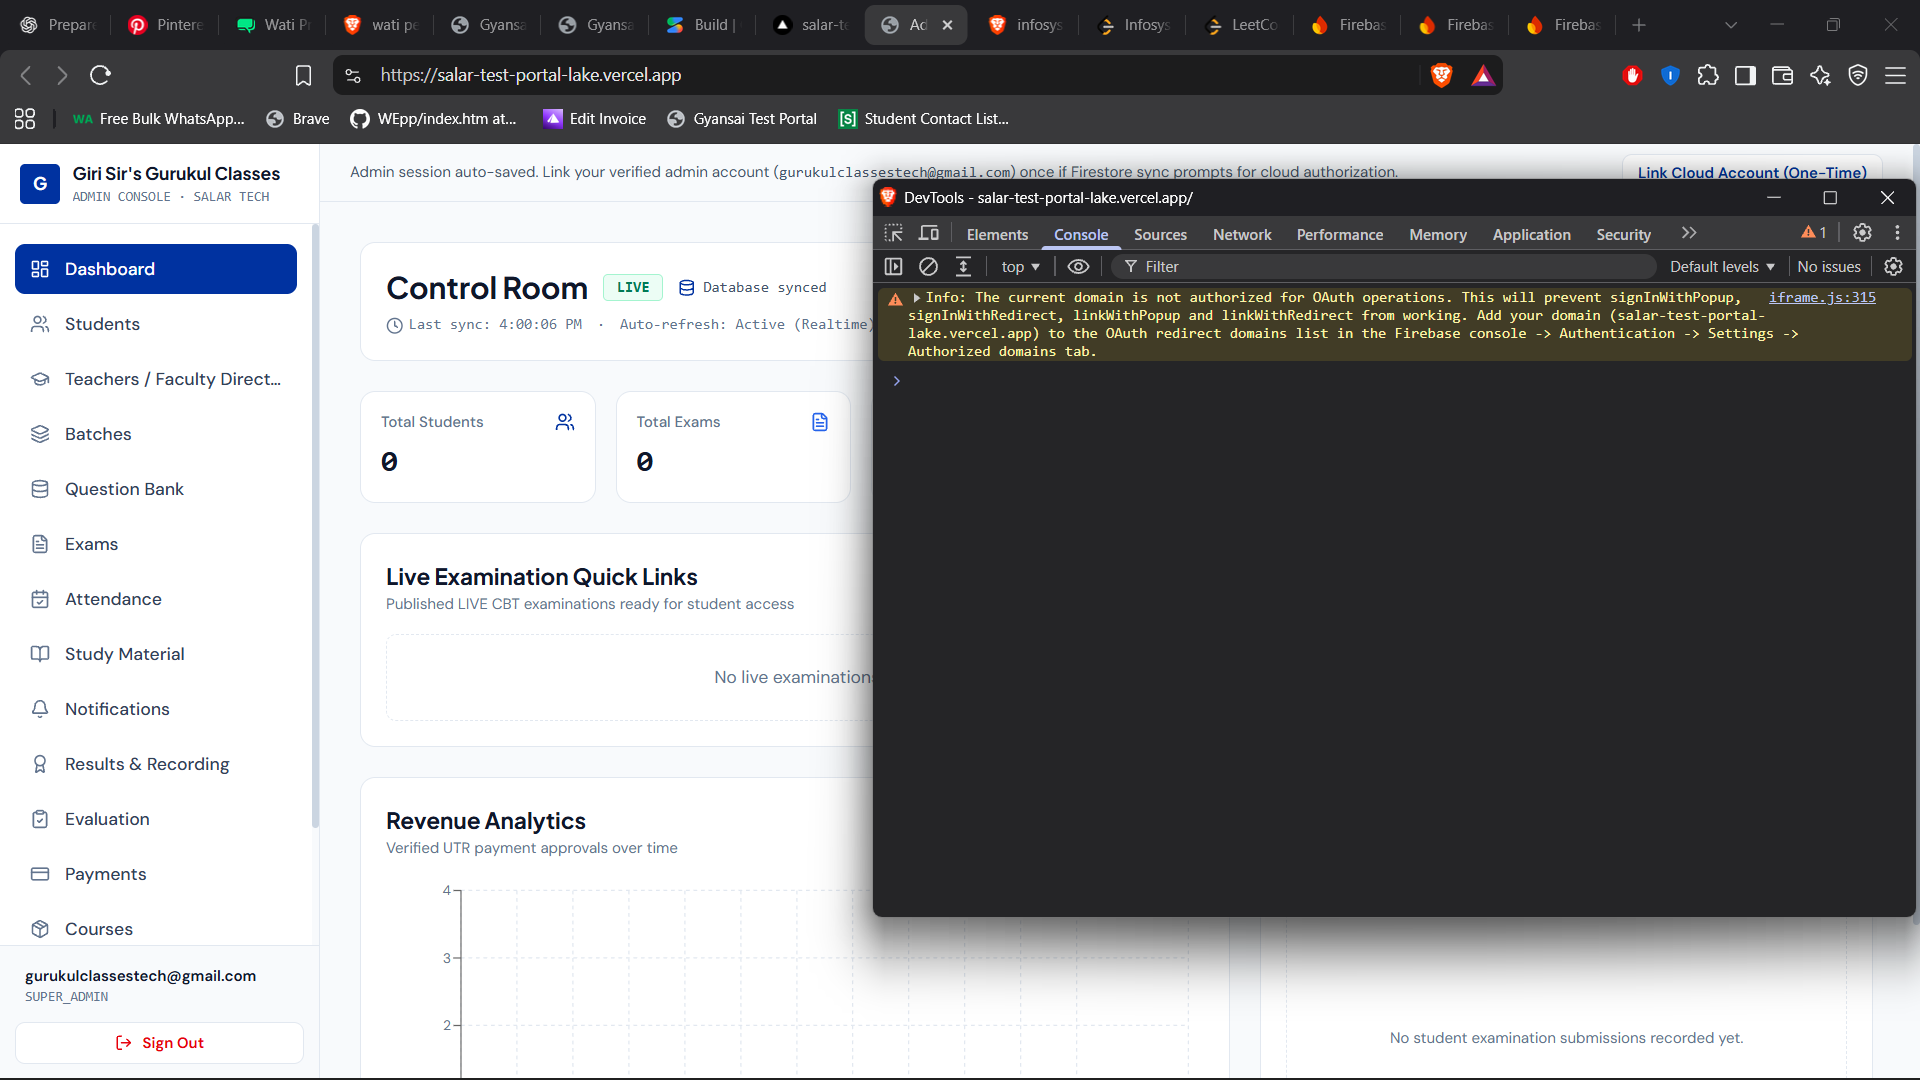 Prepar
Pintere
Wati P
wati pe
Gyansa
Gyansa
Build |
salar-te
Ad
infosys
Infosys
LeetCo
Fireba
Fireba
Fireba
https://salar-test-portal-lake.vercel.app
WA Free Bulk WhatsApp...
Brave
WEpp/index.htm at...
Edit Invoice
Gyansai Test Portal
[S] Student Contact List...
G
Giri Sir's Gurukul Classes
ADMIN CONSOLE · SALAR TECH
Dashboard
Students
Teachers / Faculty Direct...
Batches
Question Bank
Exams
Attendance
Study Material
Notifications
Results & Recording
Evaluation
Payments
Courses
gurukulclassestech@gmail.com
SUPER_ADMIN
Sign Out
Admin session auto-saved. Link your verified admin account (gurukulclassestech@gmail.com) once if Firestore sync prompts for cloud authorization.
Link Cloud Account (One-Time)
Control Room LIVE Database synced
Last sync: 4:00:06 PM · Auto-refresh: Active (Realtime)
Total Students
0
Total Exams
0
Live Examination Quick Links
Published LIVE CBT examinations ready for student access
No live examinations
Revenue Analytics
Verified UTR payment approvals over time
4
3
2
No student examination submissions recorded yet.
DevTools - salar-test-portal-lake.vercel.app/
Elements Console Sources Network Performance Memory Application Security 1
top Filter Default levels No issues
Info: The current domain is not authorized for OAuth operations. This will prevent signInWithPopup, iframe.js:315
signInWithRedirect, linkWithPopup and linkWithRedirect from working. Add your domain (salar-test-portal-
lake.vercel.app) to the OAuth redirect domains list in the Firebase console -> Authentication -> Settings ->
Authorized domains tab.